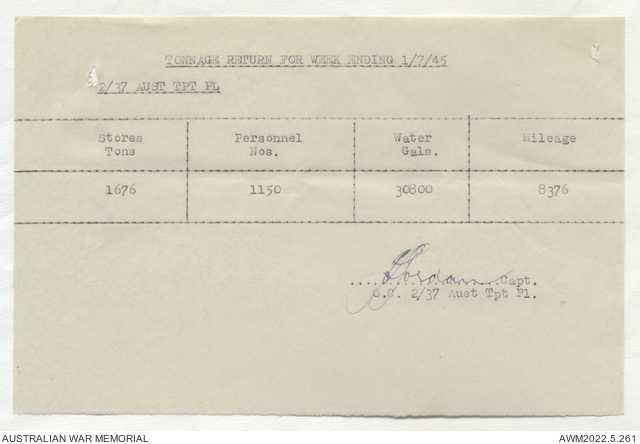 TONNAGE RETURN FOR WEEK ENDING 1/7/45
2/37 AUST TPT PL
Stores Tons Personnel Nos. Water Gals. Mileage
1676 1150 30800 8376
Capt.
O.C. 2/37 Aust Tpt Pl.
AUSTRALIAN WAR MEMORIAL AWM2022.5.261